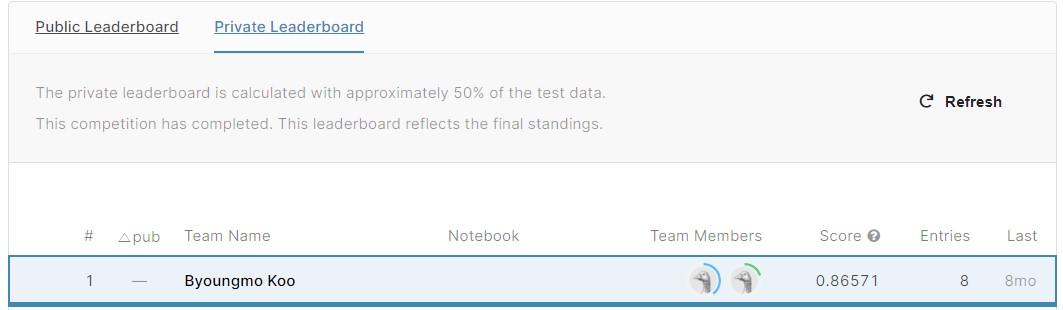 Public Leaderboard Private Leaderboard
The private leaderboard is calculated with approximately 50% of the test data.
This competition has completed. This leaderboard reflects the final standings.
Refresh
# △pub Team Name Notebook Team Members Score ? Entries Last
1 — Byoungmo Koo 0.86571 8 8mo